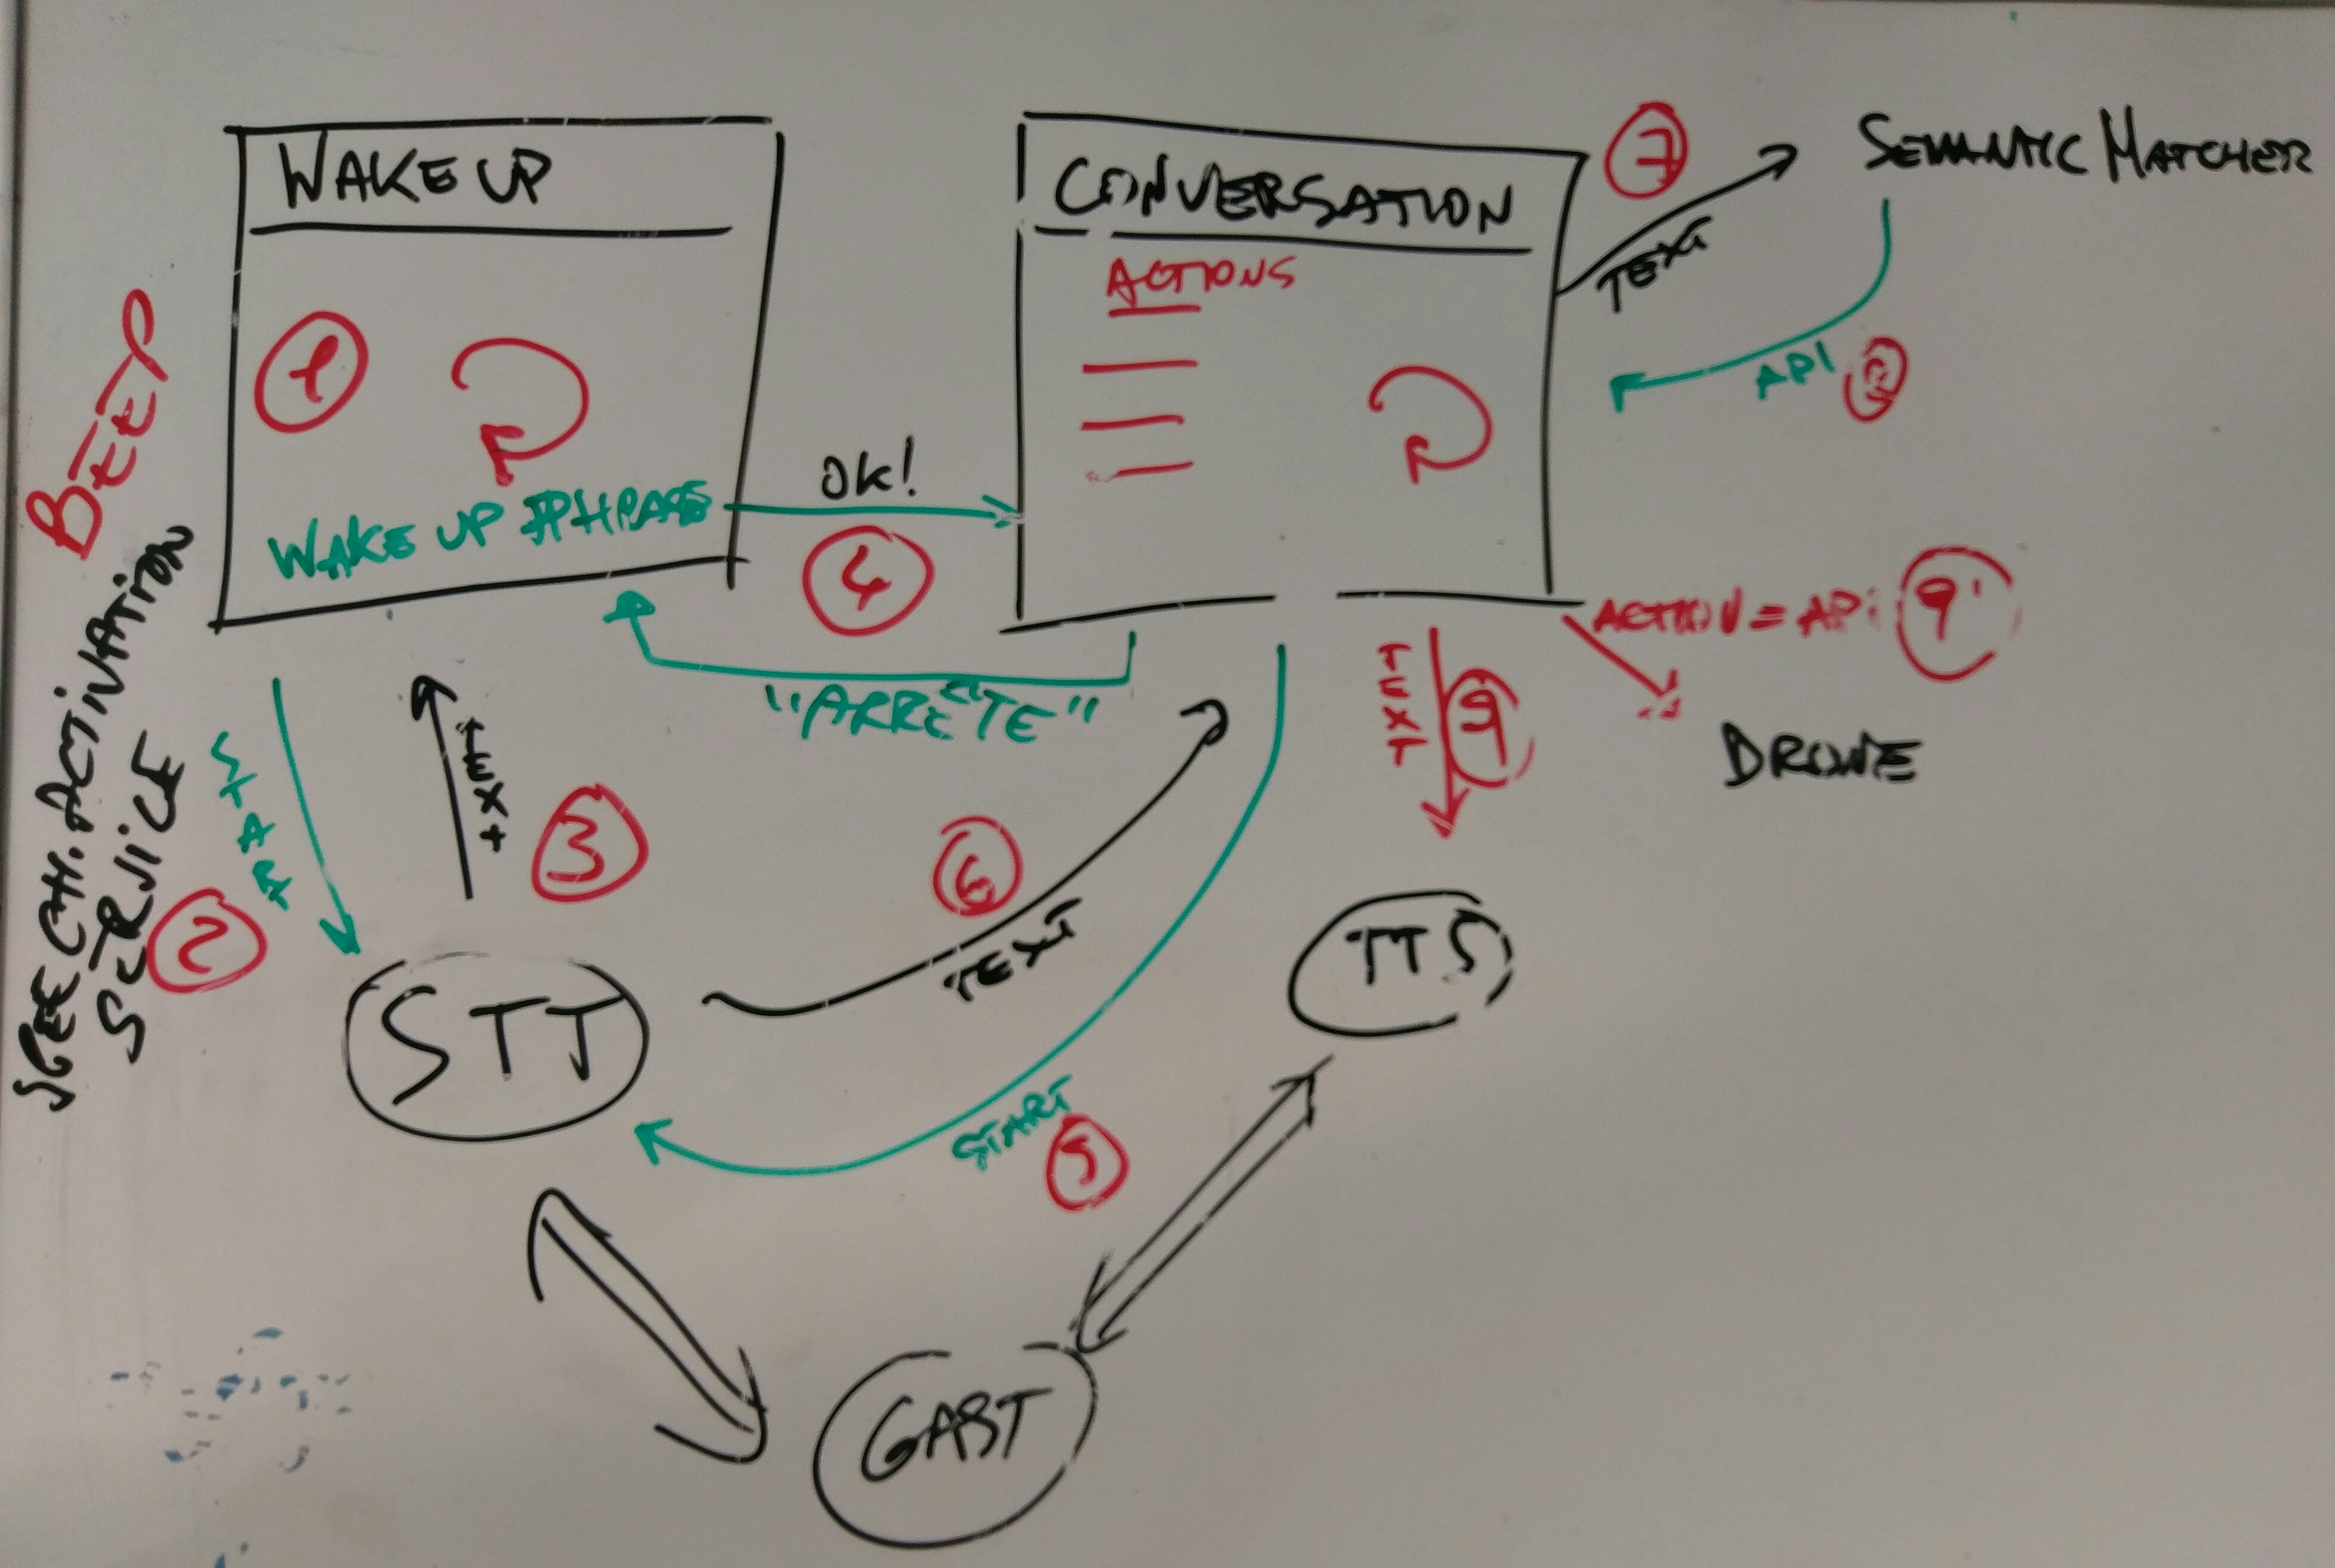 WAKE UP
1
WAKE UP PHRASE
BEEP
SPEECH.ACTIVATION
SERVICE
START
2
TEXT
3
OK!
4
"ARRETE"
CONVERSATION
ACTIONS
7
TEXT
SEMANTIC MATCHER
API
8
ACTION = APi 9'
DRONE
TEXT
9
TTS
6
TEXT
STT
START
5
GAST